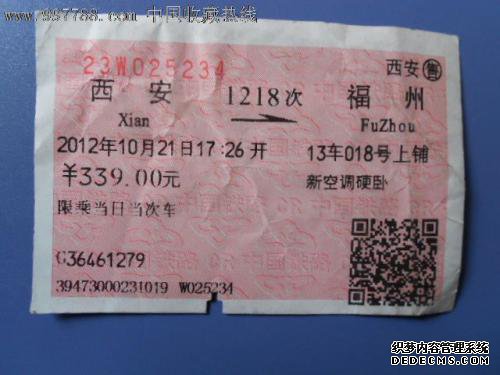 www.997788.com 中国收藏热线
23W025234
西安 售
西安 1218次 福州
Xian FuZhou
2012年10月21日17:26开 13车018号上铺
¥339.00元 新空调硬卧
限乘当日当次车
G36461279
39473000231019 W025234
织梦内容管理系统
DEDECMS.COM